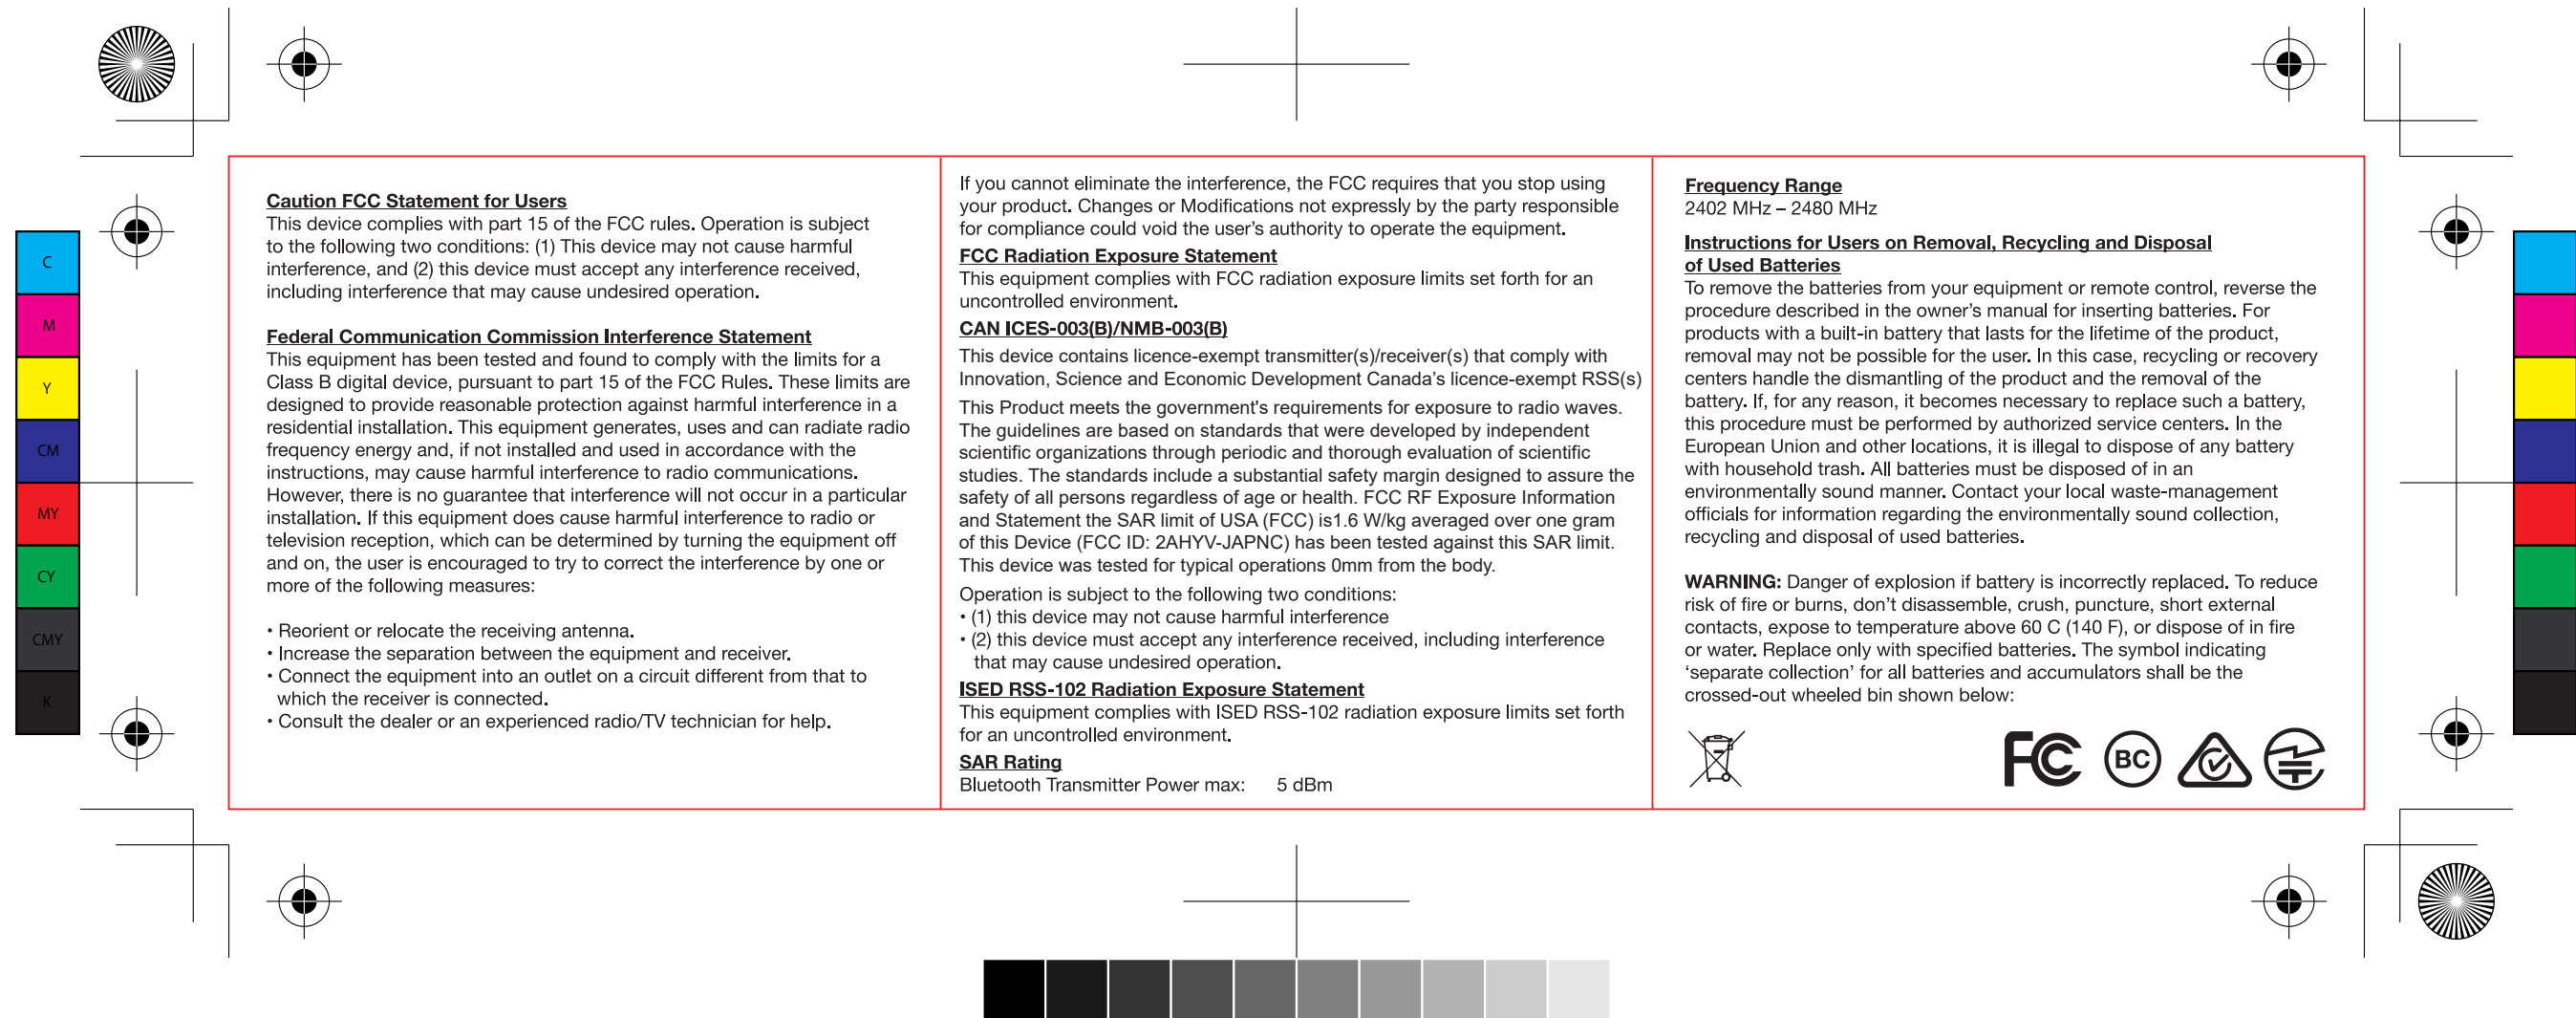 Caution FCC Statement for Users
This device complies with part 15 of the FCC rules. Operation is subject
to the following two conditions: (1) This device may not cause harmful
interference, and (2) this device must accept any interference received,
including interference that may cause undesired operation.
Federal Communication Commission Interference Statement
This equipment has been tested and found to comply with the limits for a
Class B digital device, pursuant to part 15 of the FCC Rules. These limits are
designed to provide reasonable protection against harmful interference in a
residential installation. This equipment generates, uses and can radiate radio
frequency energy and, if not installed and used in accordance with the
instructions, may cause harmful interference to radio communications.
However, there is no guarantee that interference will not occur in a particular
installation. If this equipment does cause harmful interference to radio or
television reception, which can be determined by turning the equipment off
and on, the user is encouraged to try to correct the interference by one or
more of the following measures:
• Reorient or relocate the receiving antenna.
• Increase the separation between the equipment and receiver.
• Connect the equipment into an outlet on a circuit different from that to
which the receiver is connected.
• Consult the dealer or an experienced radio/TV technician for help.
If you cannot eliminate the interference, the FCC requires that you stop using
your product. Changes or Modifications not expressly by the party responsible
for compliance could void the user's authority to operate the equipment.
FCC Radiation Exposure Statement
This equipment complies with FCC radiation exposure limits set forth for an
uncontrolled environment.
CAN ICES-003(B)/NMB-003(B)
This device contains licence-exempt transmitter(s)/receiver(s) that comply with
Innovation, Science and Economic Development Canada's licence-exempt RSS(s)
This Product meets the government's requirements for exposure to radio waves.
The guidelines are based on standards that were developed by independent
scientific organizations through periodic and thorough evaluation of scientific
studies. The standards include a substantial safety margin designed to assure the
safety of all persons regardless of age or health. FCC RF Exposure Information
and Statement the SAR limit of USA (FCC) is1.6 W/kg averaged over one gram
of this Device (FCC ID: 2AHYV-JAPNC) has been tested against this SAR limit.
This device was tested for typical operations 0mm from the body.
Operation is subject to the following two conditions:
• (1) this device may not cause harmful interference
• (2) this device must accept any interference received, including interference
that may cause undesired operation.
ISED RSS-102 Radiation Exposure Statement
This equipment complies with ISED RSS-102 radiation exposure limits set forth
for an uncontrolled environment.
SAR Rating
Bluetooth Transmitter Power max: 5 dBm
Frequency Range
2402 MHz – 2480 MHz
Instructions for Users on Removal, Recycling and Disposal
of Used Batteries
To remove the batteries from your equipment or remote control, reverse the
procedure described in the owner's manual for inserting batteries. For
products with a built-in battery that lasts for the lifetime of the product,
removal may not be possible for the user. In this case, recycling or recovery
centers handle the dismantling of the product and the removal of the
battery. If, for any reason, it becomes necessary to replace such a battery,
this procedure must be performed by authorized service centers. In the
European Union and other locations, it is illegal to dispose of any battery
with household trash. All batteries must be disposed of in an
environmentally sound manner. Contact your local waste-management
officials for information regarding the environmentally sound collection,
recycling and disposal of used batteries.
WARNING: Danger of explosion if battery is incorrectly replaced. To reduce
risk of fire or burns, don't disassemble, crush, puncture, short external
contacts, expose to temperature above 60 C (140 F), or dispose of in fire
or water. Replace only with specified batteries. The symbol indicating
‘separate collection’ for all batteries and accumulators shall be the
crossed-out wheeled bin shown below:
FC
BC
C
M
Y
CM
MY
CY
CMY
K